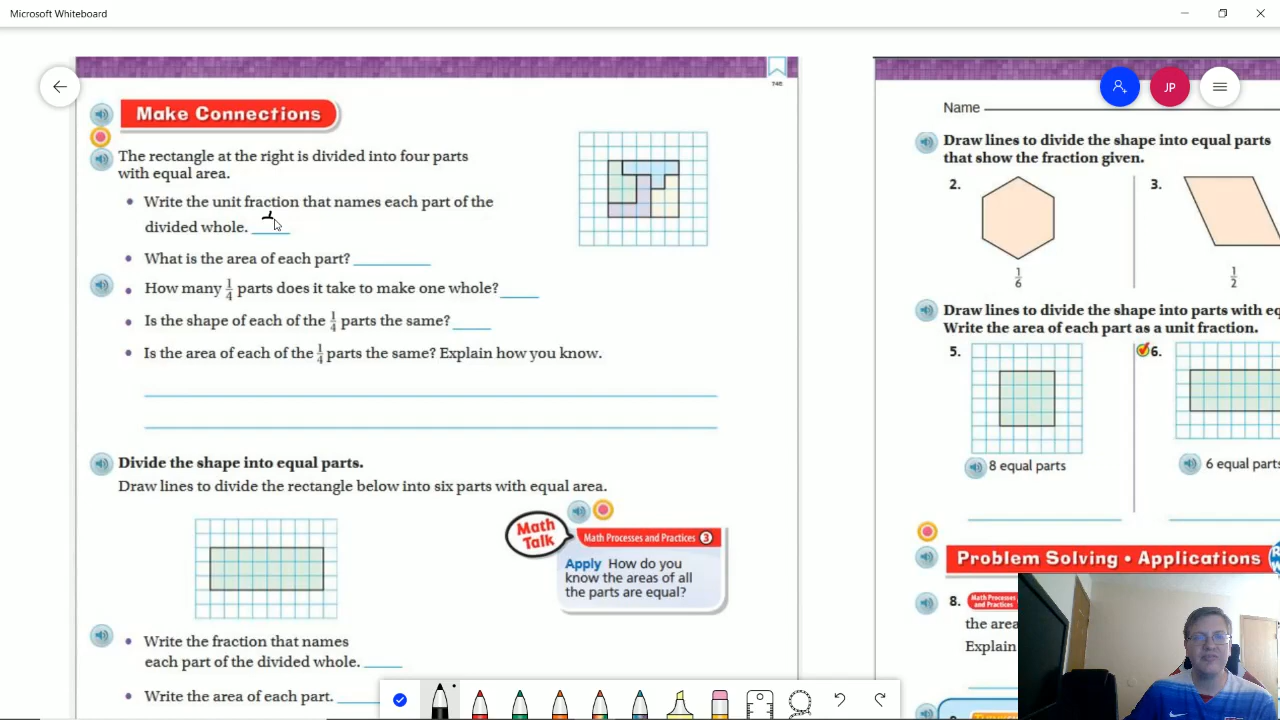 Microsoft Whiteboard
146
Make Connections
The rectangle at the right is divided into four parts
with equal area.
• Write the unit fraction that names each part of the
divided whole.
• What is the area of each part?
• How many 1/4 parts does it take to make one whole?
• Is the shape of each of the 1/4 parts the same?
• Is the area of each of the 1/4 parts the same? Explain how you know.
Divide the shape into equal parts.
Draw lines to divide the rectangle below into six parts with equal area.
Math
Talk
Math Processes and Practices 3
Apply How do you
know the areas of all
the parts are equal?
• Write the fraction that names
each part of the divided whole.
• Write the area of each part.
JP
Name
Draw lines to divide the shape into equal parts
that show the fraction given.
2.
3.
1/6
1/2
Draw lines to divide the shape into parts with eq
Write the area of each part as a unit fraction.
5.
6.
8 equal parts
6 equal parts
Problem Solving • Applications
8. Math Processes and Practices
the area
Explain